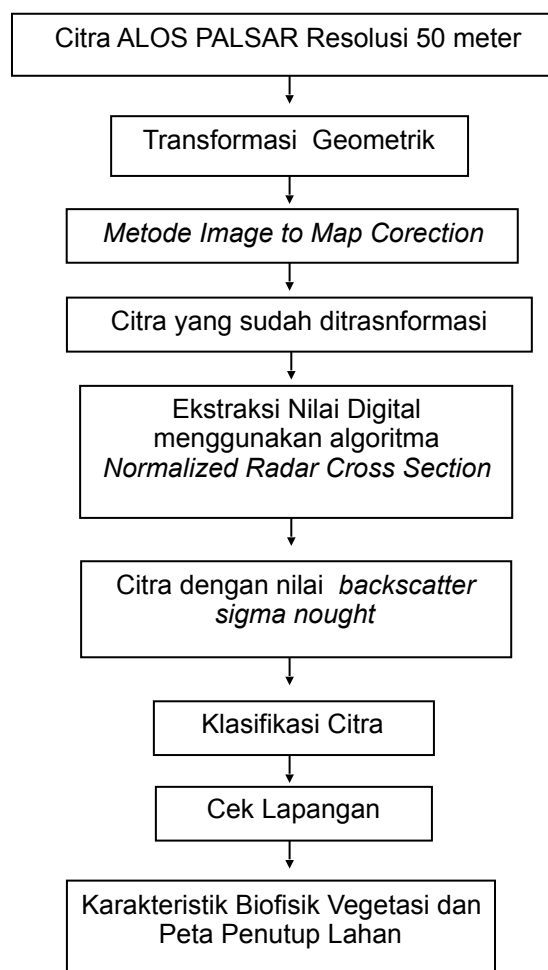 Citra ALOS PALSAR Resolusi 50 meter
Transformasi  Geometrik
Metode Image to Map Corection
Citra yang sudah ditrasnformasi
Ekstraksi Nilai Digital
menggunakan algoritma
Normalized Radar Cross Section
Citra dengan nilai  backscatter
sigma nought
Klasifikasi Citra
Cek Lapangan
Karakteristik Biofisik Vegetasi dan
Peta Penutup Lahan